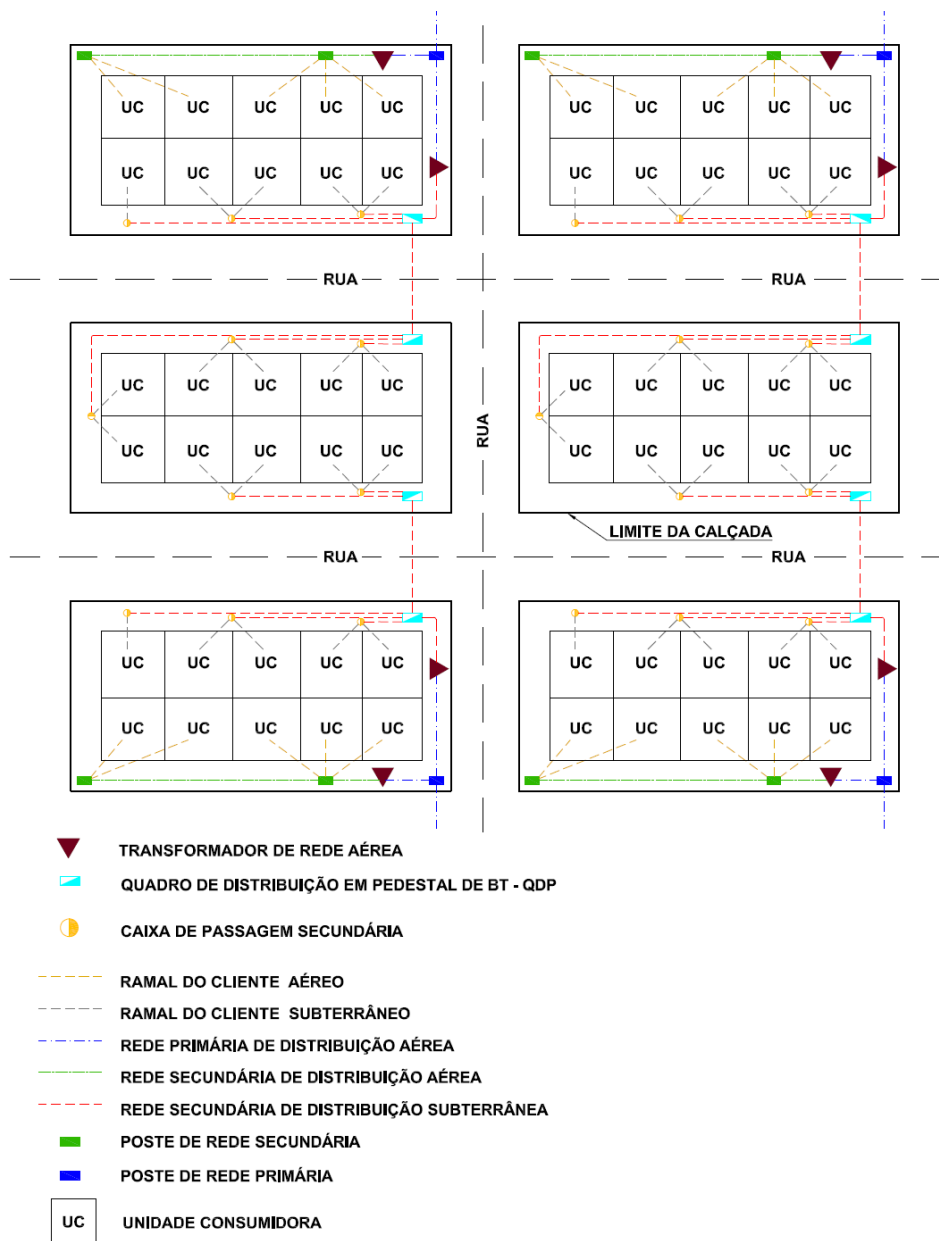 UC UC UC UC UC UC UC UC UC UC
UC UC UC UC UC UC UC UC UC UC
RUA RUA
UC UC UC UC UC UC UC UC UC UC
RUA
UC UC UC UC UC UC UC UC UC UC
LIMITE DA CALÇADA
RUA RUA
UC UC UC UC UC UC UC UC UC UC
UC UC UC UC UC UC UC UC UC UC
TRANSFORMADOR DE REDE AÉREA
QUADRO DE DISTRIBUIÇÃO EM PEDESTAL DE BT - QDP
CAIXA DE PASSAGEM SECUNDÁRIA
RAMAL DO CLIENTE AÉREO
RAMAL DO CLIENTE SUBTERRÂNEO
REDE PRIMÁRIA DE DISTRIBUIÇÃO AÉREA
REDE SECUNDÁRIA DE DISTRIBUIÇÃO AÉREA
REDE SECUNDÁRIA DE DISTRIBUIÇÃO SUBTERRÂNEA
POSTE DE REDE SECUNDÁRIA
POSTE DE REDE PRIMÁRIA
UC UNIDADE CONSUMIDORA